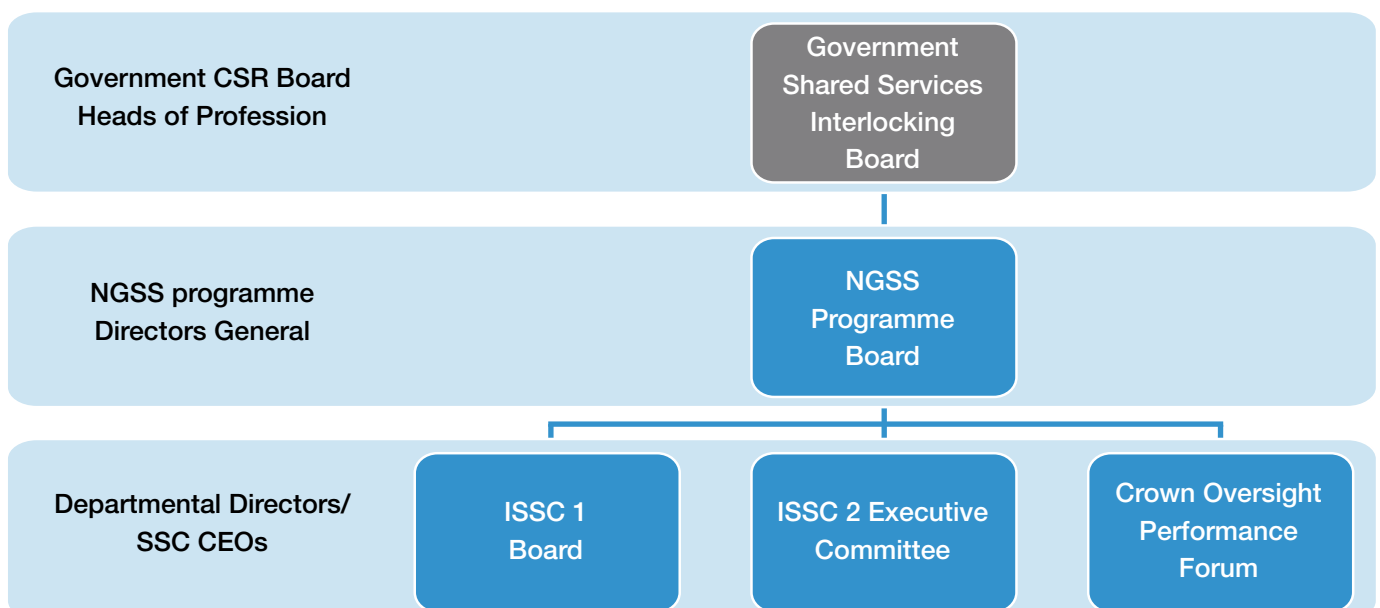 Government CSR Board
Heads of Profession
Government
Shared Services
Interlocking
Board
NGSS programme
Directors General
NGSS
Programme
Board
Departmental Directors/
SSC CEOs
ISSC 1
Board
ISSC 2 Executive
Committee
Crown Oversight
Performance
Forum